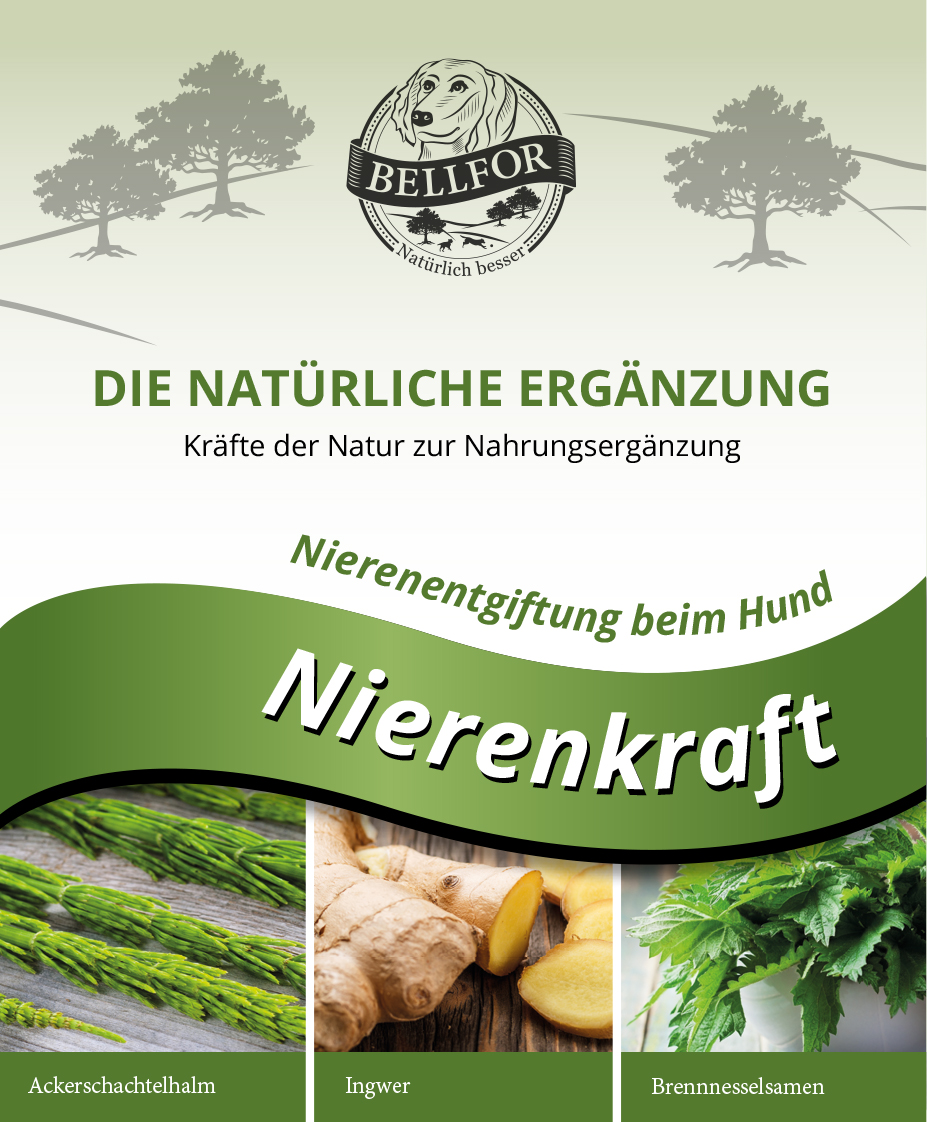 BELLFOR
Natürlich besser
DIE NATÜRLICHE ERGÄNZUNG
Kräfte der Natur zur Nahrungsergänzung
Nierenentgiftung beim Hund
Nierenkraft
Ackerschachtelhalm
Ingwer
Brennnesselsamen